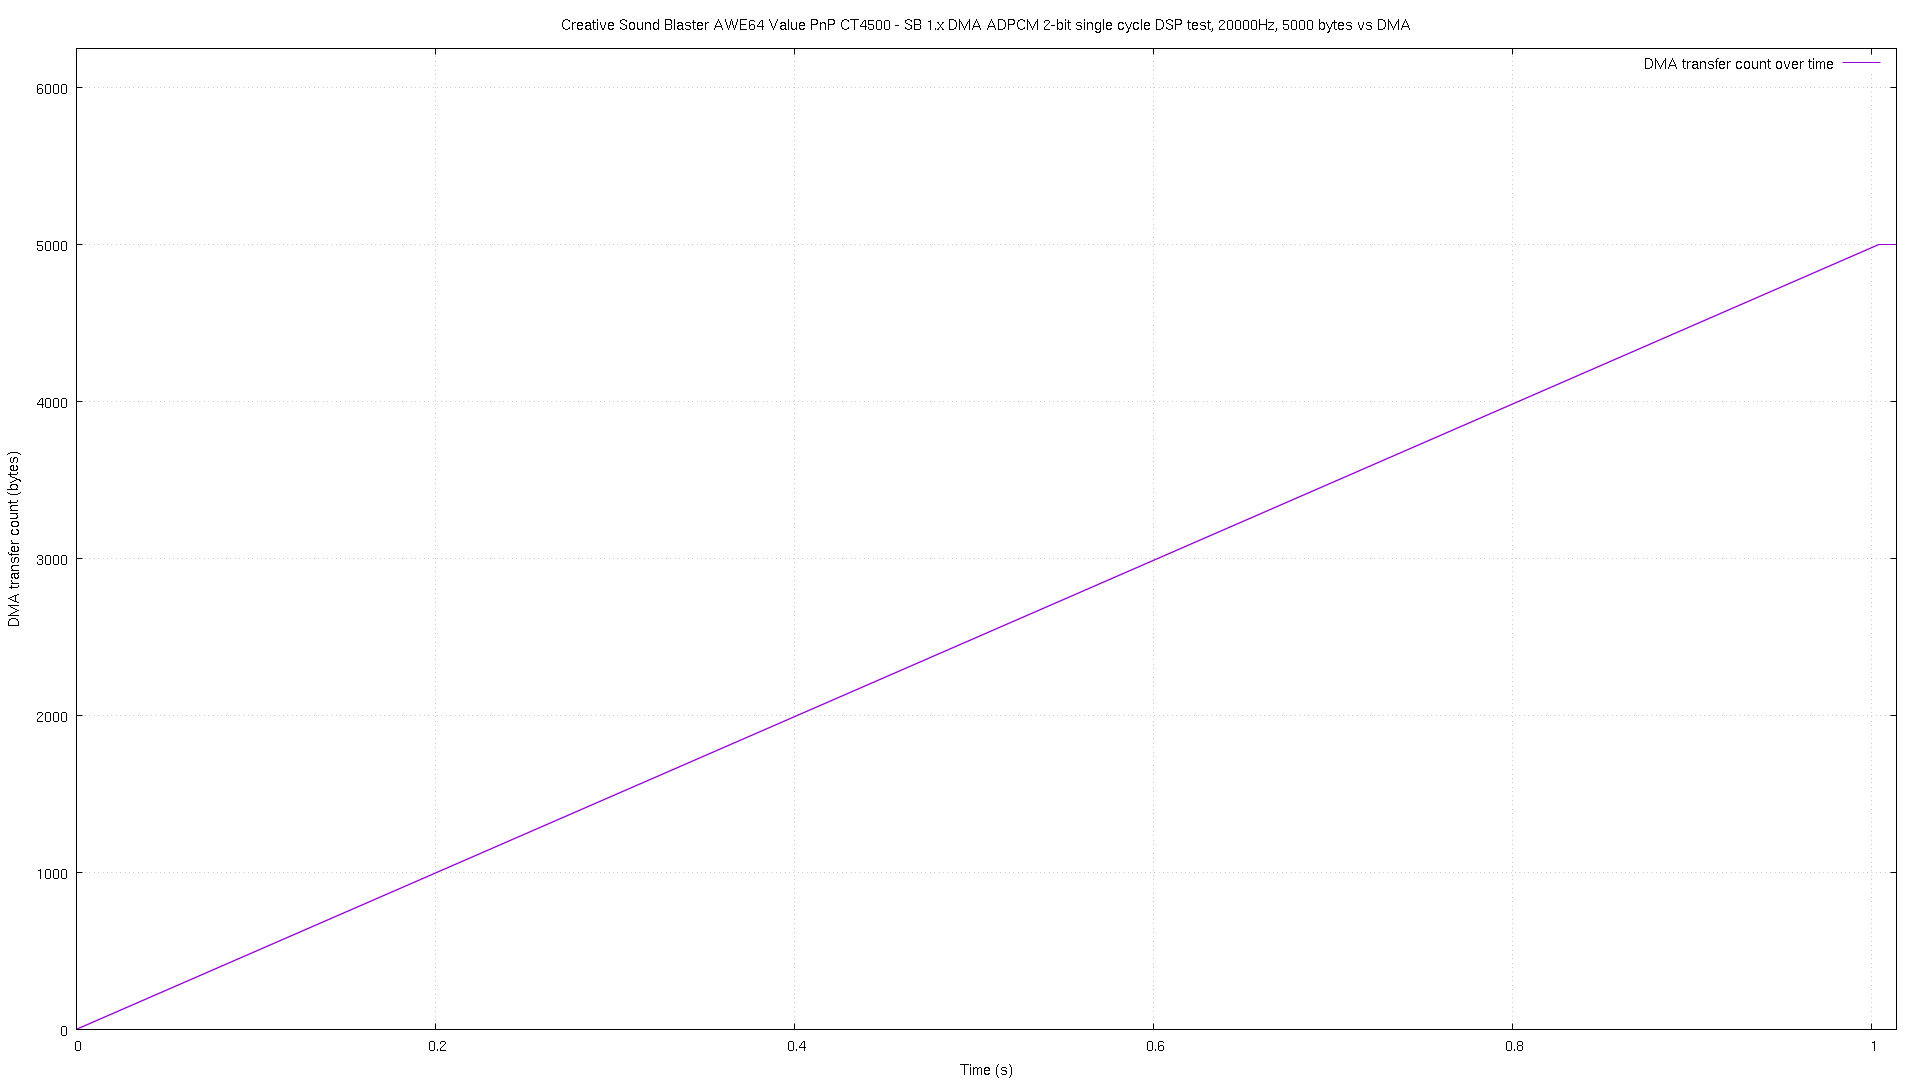 Creative Sound Blaster AWE64 Value PnP CT4500 - SB 1.x DMA ADPCM 2-bit single cycle DSP test, 20000Hz, 5000 bytes vs DMA
DMA transfer count over time
6000
5000
4000
3000
2000
1000
0
DMA transfer count (bytes)
0 0.2 0.4 0.6 0.8 1
Time (s)